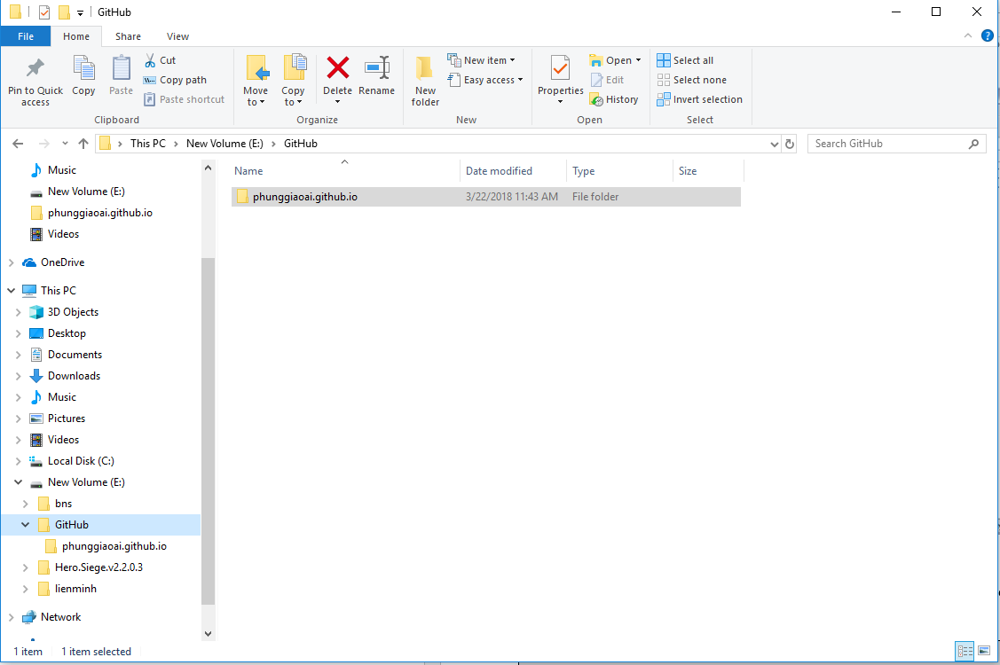 GitHub
File Home Share View
Pin to Quick access
Copy
Paste
Cut
Copy path
Paste shortcut
Clipboard
Move to
Copy to
Delete
Rename
Organize
New folder
New item
Easy access
New
Properties
Open
Edit
History
Open
Select all
Select none
Invert selection
Select
This PC New Volume (E:) GitHub
Search GitHub
Music
New Volume (E:)
phunggiaoai.github.io
Videos
OneDrive
This PC
3D Objects
Desktop
Documents
Downloads
Music
Pictures
Videos
Local Disk (C:)
New Volume (E:)
bns
GitHub
phunggiaoai.github.io
Hero.Siege.v2.2.0.3
lienminh
Network
Name Date modified Type Size
phunggiaoai.github.io 3/22/2018 11:43 AM File folder
1 item 1 item selected